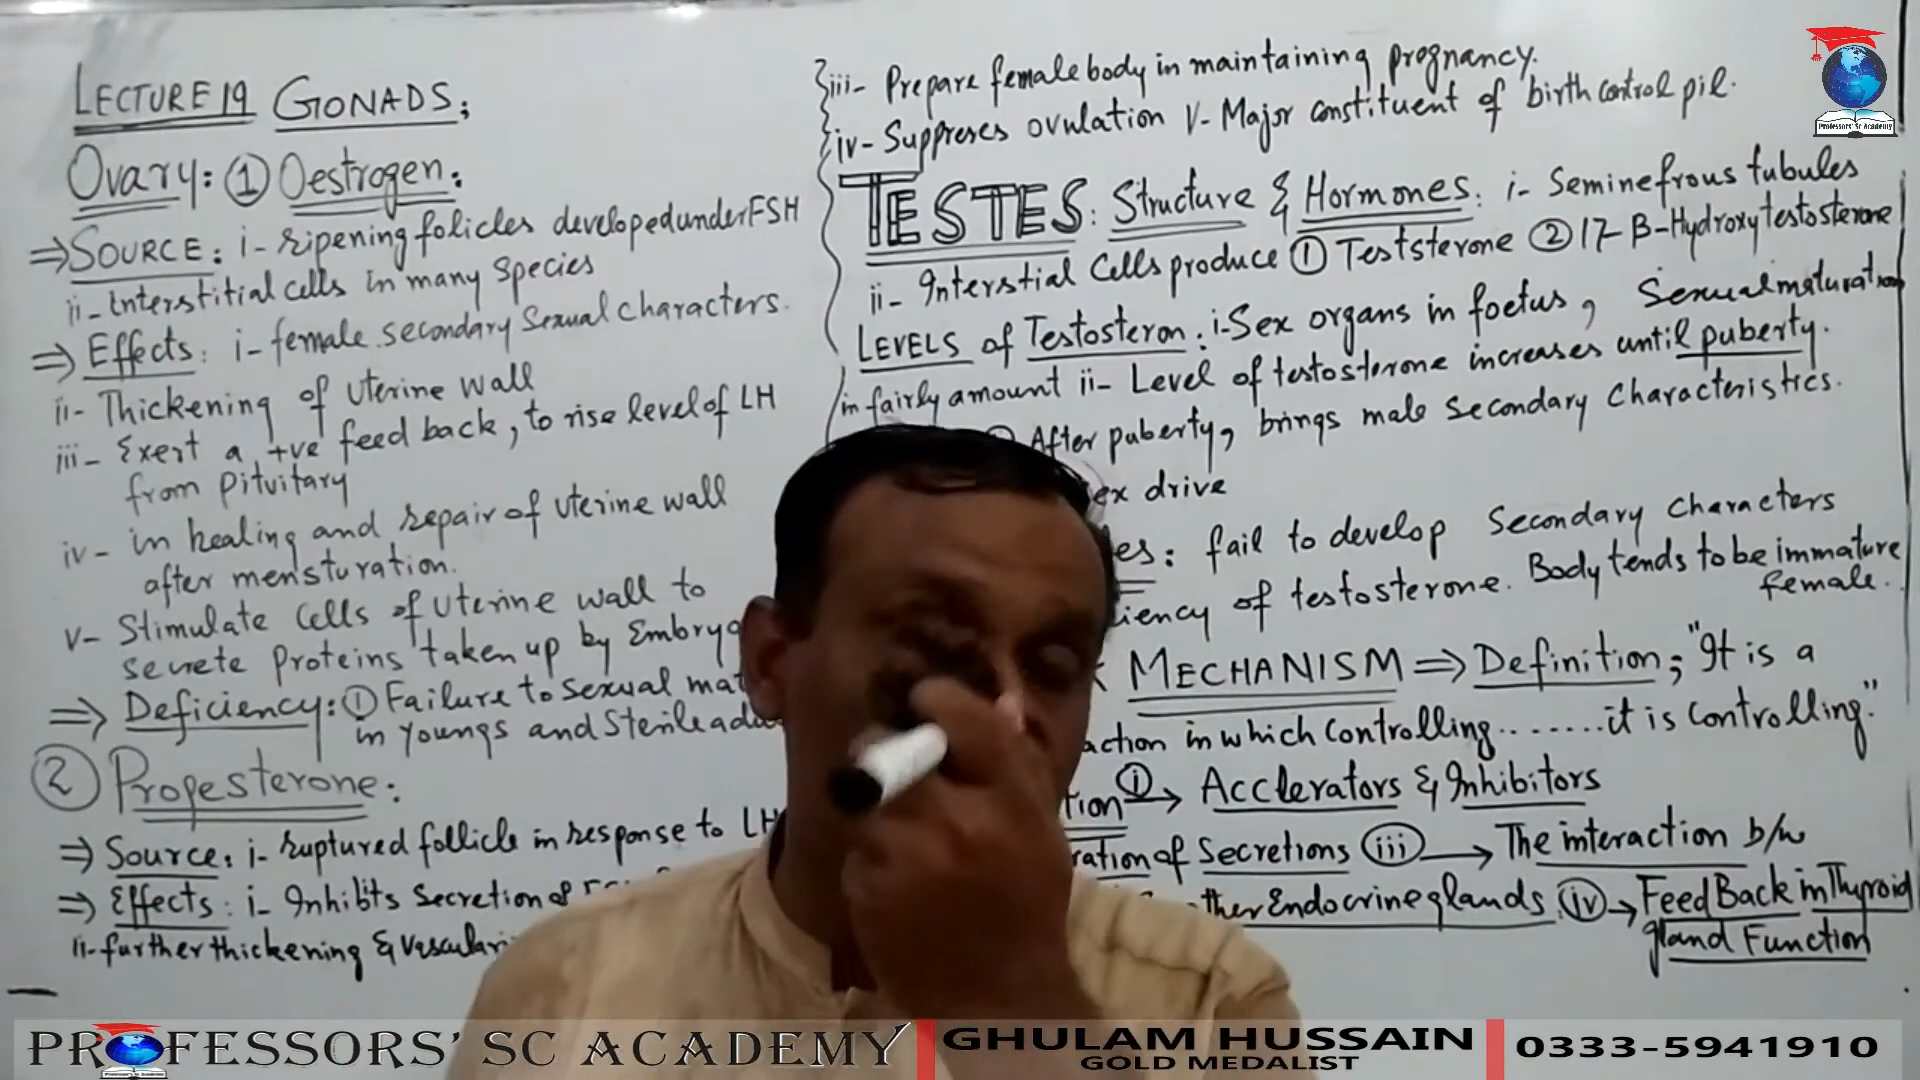 LECTURE 19 GONADS;
Ovary: ① Oestrogen:
⇒ SOURCE: i- ripening folicles developed under FSH
ii- Interstitial cells in many species
⇒ Effects: i- female secondary sexual characters.
ii- Thickening of uterine wall
iii- Exert a +ve feed back, to rise level of LH
from pituitary
iv- in healing and repair of uterine wall
after mensturation.
v- Stimulate cells of uterine wall to
secrete proteins taken up by Embryo
⇒ Deficiency: ① Failure to sexual mat
in youngs and sterile adu
② Progesterone:
⇒ Source: i- ruptured follicle in response to LH
⇒ Effects: i- Inhibits secretion of
ii- further thickening & vascular
iii- Prepare female body in maintaining pregnancy.
iv- Suppreses ovulation V- Major constituent of birth control pil.
TESTES: Structure & Hormones: i- Seminefrous tubules
ii- Interstial Cells produce ① Teststerone ② 17-B-Hydroxytestosterone
LEVELS of Testosteron: i- Sex organs in foetus, Sexual maturation
in fairly amount ii- Level of testosterone increases until puberty.
After puberty, brings male secondary characteristics.
ex drive
es: fail to develop secondary characters
iency of testosterone. Body tends to be immature
female.
MECHANISM ⇒ Definition; "It is a
action in which controlling.......it is controlling."
tion ⓘ → Acclerators & Inhibitors
ration of Secretions (iii) → The interaction b/w
ther Endocrine glands (iv) → Feed Back in Thyroid
gland Function
Professors' Sc Academy
PROFESSORS' SC ACADEMY
GHULAM HUSSAIN
GOLD MEDALIST
0333-5941910